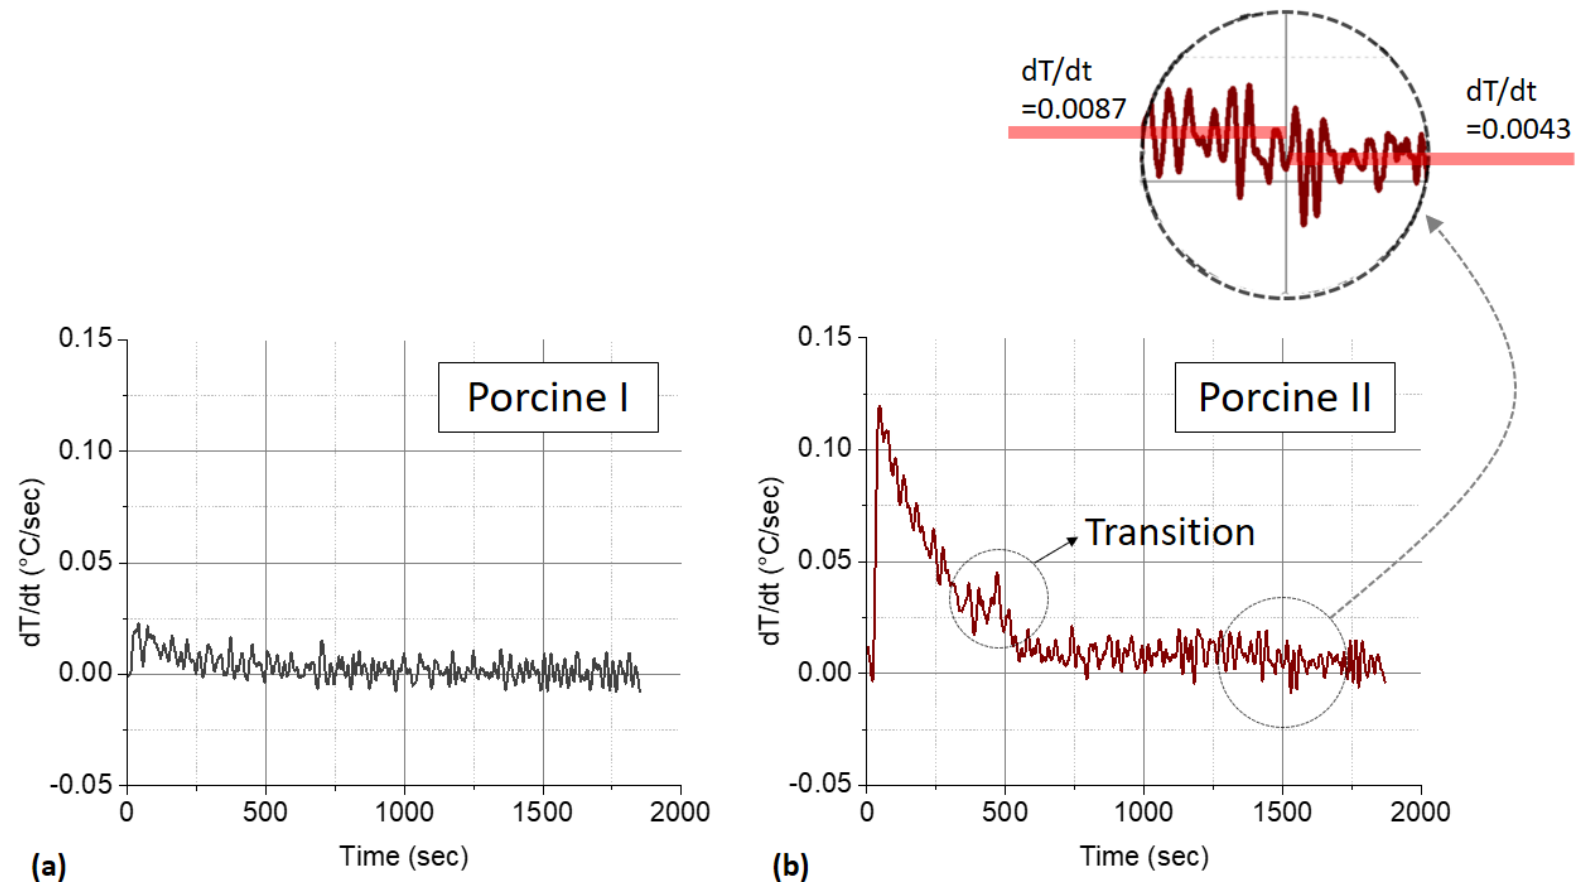 dT/dt
=0.0087
dT/dt
=0.0043
0.15
0.10
0.05
0.00
-0.05
dT/dt (°C/sec)
Porcine I
0
500
1000
1500
2000
Time (sec)
(a)
0.15
0.10
0.05
0.00
-0.05
dT/dt (°C/sec)
Porcine II
Transition
0
500
1000
1500
2000
Time (sec)
(b)